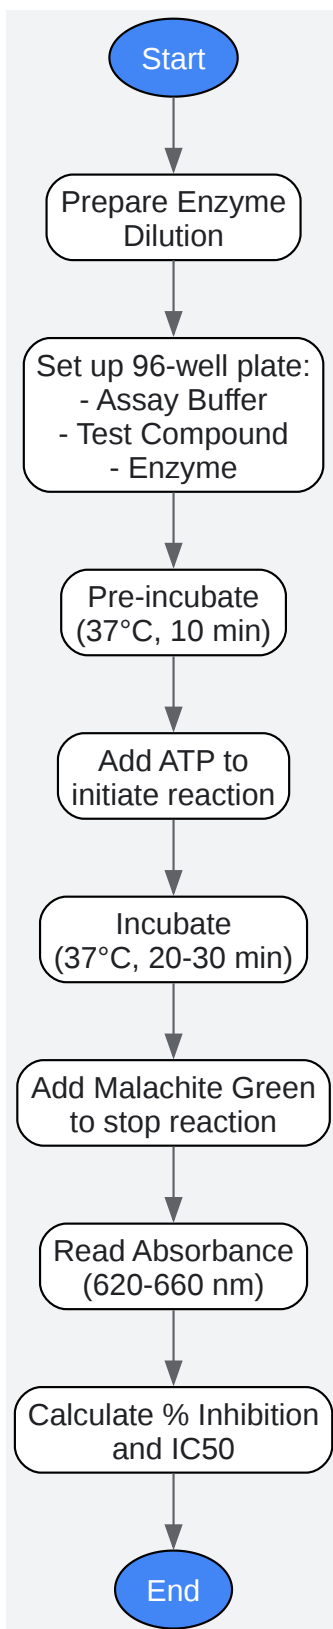 Start
Prepare Enzyme
Dilution
Set up 96-well plate:
- Assay Buffer
- Test Compound
- Enzyme
Pre-incubate
(37°C, 10 min)
Add ATP to
initiate reaction
Incubate
(37°C, 20-30 min)
Add Malachite Green
to stop reaction
Read Absorbance
(620-660 nm)
Calculate % Inhibition
and IC50
End